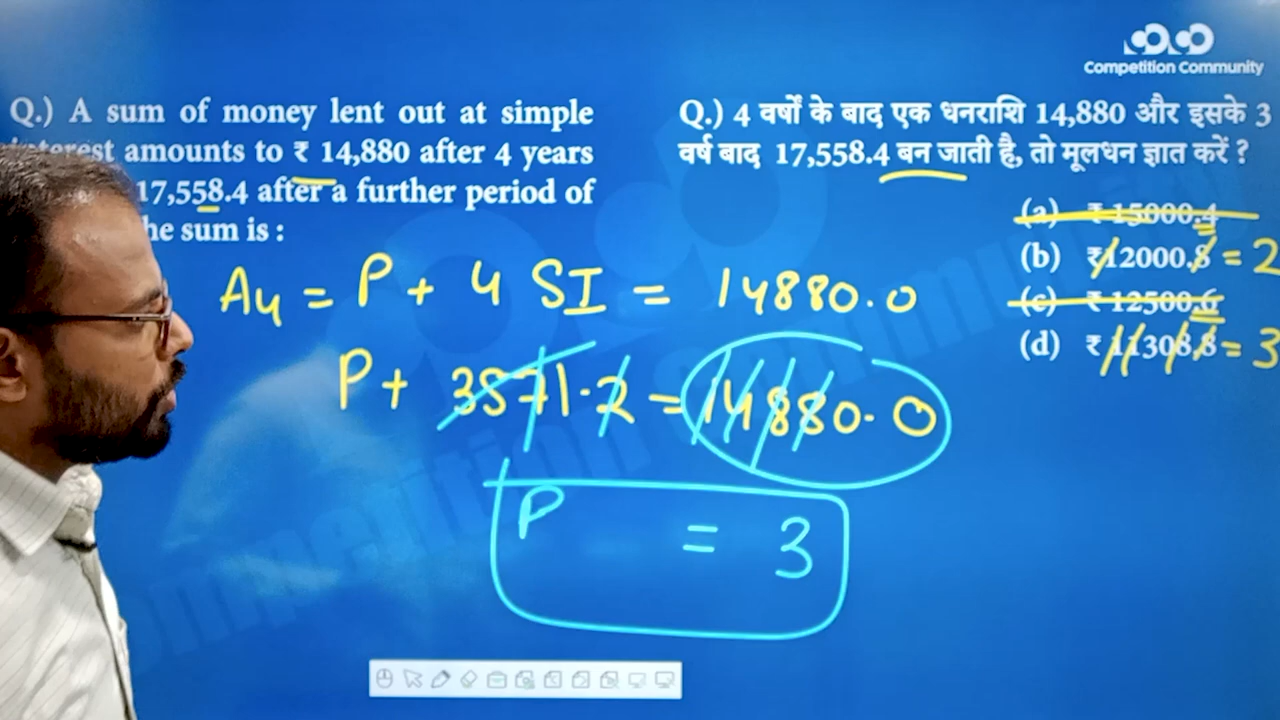 Competition Community
Q.) A sum of money lent out at simple
interest amounts to ₹ 14,880 after 4 years
17,558.4 after a further period of
he sum is :
Q.) 4 वर्षों के बाद एक धनराशि 14,880 और इसके 3
वर्ष बाद 17,558.4 बन जाती है, तो मूलधन ज्ञात करें ?
(a) ₹ 15000.4
(b) ₹12000.8 = 2
(c) ₹ 12500.6
(d) ₹ 11308.8 = 3
A4 = P + 4 SI = 14880.0
P + 3571.2 = 14880.0
P = 3